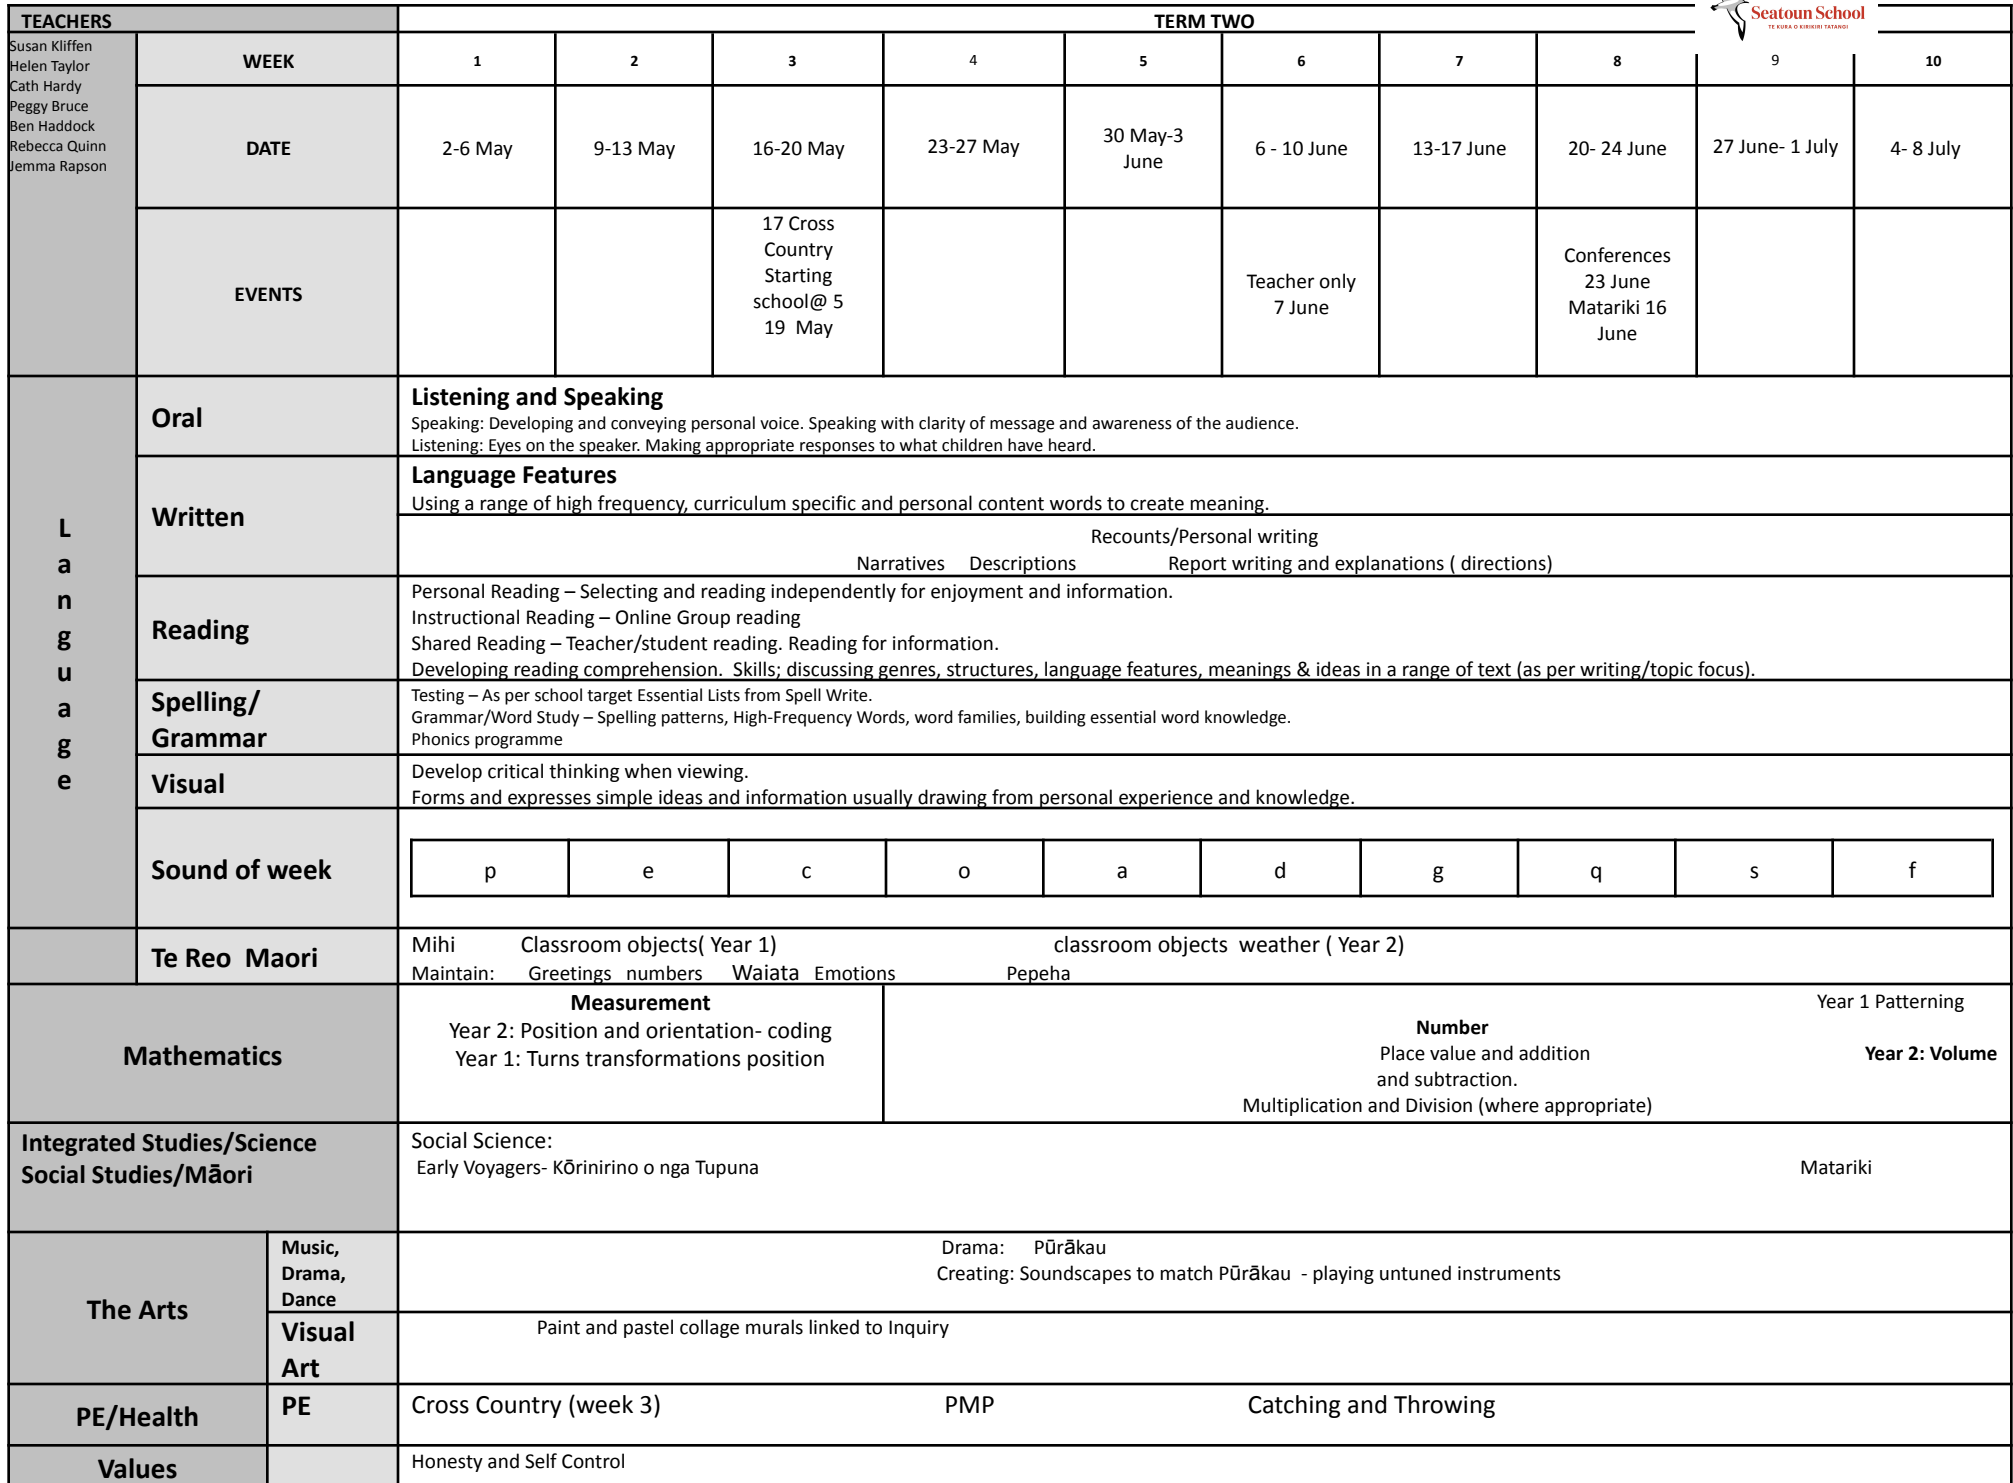 TEACHERS
TERM TWO
Seatoun School
TE KURA O KIRIKIRI TATANGI
Susan Kliffen
Helen Taylor
Cath Hardy
Peggy Bruce
Ben Haddock
Rebecca Quinn
Jemma Rapson
WEEK 1 2 3 4 5 6 7 8 9 10
DATE 2-6 May 9-13 May 16-20 May 23-27 May 30 May-3 June 6 - 10 June 13-17 June 20- 24 June 27 June- 1 July 4- 8 July
EVENTS
17 Cross
Country
Starting
school@ 5
19 May
Teacher only
7 June
Conferences
23 June
Matariki 16
June
Language
Oral
Listening and Speaking
Speaking: Developing and conveying personal voice. Speaking with clarity of message and awareness of the audience.
Listening: Eyes on the speaker. Making appropriate responses to what children have heard.
Written
Language Features
Using a range of high frequency, curriculum specific and personal content words to create meaning.
Recounts/Personal writing
Narratives Descriptions Report writing and explanations ( directions)
Reading
Personal Reading – Selecting and reading independently for enjoyment and information.
Instructional Reading – Online Group reading
Shared Reading – Teacher/student reading. Reading for information.
Developing reading comprehension. Skills; discussing genres, structures, language features, meanings & ideas in a range of text (as per writing/topic focus).
Spelling/
Grammar
Testing – As per school target Essential Lists from Spell Write.
Grammar/Word Study – Spelling patterns, High-Frequency Words, word families, building essential word knowledge.
Phonics programme
Visual
Develop critical thinking when viewing.
Forms and expresses simple ideas and information usually drawing from personal experience and knowledge.
Sound of week p e c o a d g q s f
Te Reo Maori
Mihi Classroom objects( Year 1) classroom objects weather ( Year 2)
Maintain: Greetings numbers Waiata Emotions Pepeha
Mathematics
Measurement
Year 2: Position and orientation- coding
Year 1: Turns transformations position
Year 1 Patterning
Number
Place value and addition Year 2: Volume
and subtraction.
Multiplication and Division (where appropriate)
Integrated Studies/Science
Social Studies/Māori
Social Science:
Early Voyagers- Kōrinirino o nga Tupuna Matariki
The Arts
Music,
Drama,
Dance
Drama: Pūrākau
Creating: Soundscapes to match Pūrākau - playing untuned instruments
Visual
Art
Paint and pastel collage murals linked to Inquiry
PE/Health
PE
Cross Country (week 3) PMP Catching and Throwing
Values
Honesty and Self Control